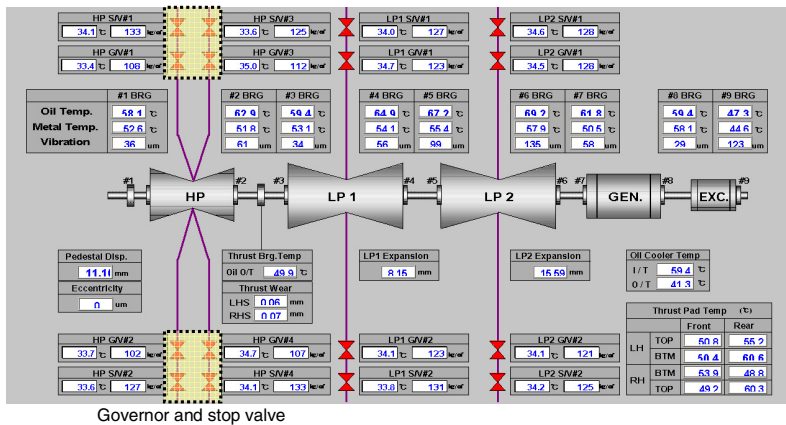 HP S/V#1 HP S/V#3 LP1 S/V#1 LP2 S/V#1
34.1 ℃ 133 kg/㎠ 33.6 ℃ 125 kg/㎠ 34.0 ℃ 127 kg/㎠ 34.6 ℃ 128 kg/㎠
HP G/V#1 HP G/V#3 LP1 G/V#1 LP2 G/V#1
33.4 ℃ 108 kg/㎠ 35.0 ℃ 112 kg/㎠ 34.7 ℃ 123 kg/㎠ 34.5 ℃ 128 kg/㎠
#1 BRG #2 BRG #3 BRG #4 BRG #5 BRG #6 BRG #7 BRG #8 BRG #9 BRG
Oil Temp. 58.1 ℃ 62.9 ℃ 59.4 ℃ 64.9 ℃ 67.2 ℃ 69.2 ℃ 61.8 ℃ 59.4 ℃ 47.3 ℃
Metal Temp. 52.6 ℃ 51.8 ℃ 53.1 ℃ 54.1 ℃ 55.4 ℃ 57.9 ℃ 50.5 ℃ 58.1 ℃ 44.6 ℃
Vibration 36 um 61 um 34 um 56 um 99 um 135 um 58 um 29 um 123 um
#1 #2 #3 #4 #5 #6 #7 #8 #9
HP LP 1 LP 2 GEN. EXC.
Pedestal Disp. Thrust Brg.Temp LP1 Expansion LP2 Expansion Oil Cooler Temp
11.10 mm Oil O/T 49.9 ℃ 8.15 mm 15.59 mm I / T 59.4 ℃
Eccentricity Thrust Wear O / T 41.3 ℃
0 um LHS 0.06 mm
RHS 0.07 mm
Thrust Pad Temp (℃)
Front Rear
LH TOP 50.8 55.2
BTM 50.4 60.6
RH BTM 53.9 48.8
TOP 49.2 60.3
HP G/V#2 HP G/V#4 LP1 G/V#2 LP2 G/V#2
33.7 ℃ 102 kg/㎠ 34.7 ℃ 107 kg/㎠ 34.1 ℃ 123 kg/㎠ 34.1 ℃ 121 kg/㎠
HP S/V#2 HP S/V#4 LP1 S/V#2 LP2 S/V#2
33.6 ℃ 127 kg/㎠ 34.1 ℃ 133 kg/㎠ 33.8 ℃ 131 kg/㎠ 34.2 ℃ 125 kg/㎠
Governor and stop valve